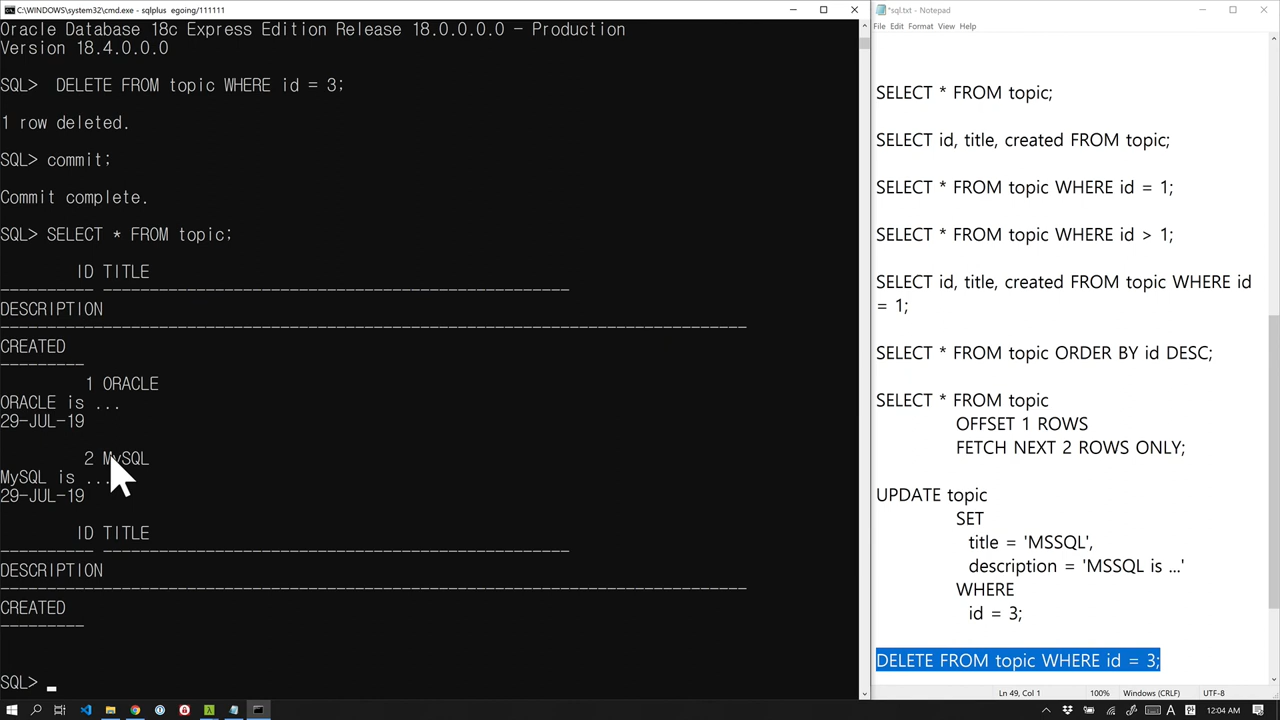 C:\WINDOWS\system32\cmd.exe - sqlplus  egoing/111111
Oracle Database 18c Express Edition Release 18.0.0.0.0 - Production
Version 18.4.0.0.0
SQL>  DELETE FROM topic WHERE id = 3;
1 row deleted.
SQL> commit;
Commit complete.
SQL> SELECT * FROM topic;
ID TITLE
---------- --------------------------------------------------
DESCRIPTION
--------------------------------------------------------------------------------
CREATED
---------
1 ORACLE
ORACLE is ...
29-JUL-19
2 MySQL
MySQL is ...
29-JUL-19
ID TITLE
---------- --------------------------------------------------
DESCRIPTION
--------------------------------------------------------------------------------
CREATED
---------
SQL>
*sql.txt - Notepad
File Edit Format View Help
SELECT * FROM topic;
SELECT id, title, created FROM topic;
SELECT * FROM topic WHERE id = 1;
SELECT * FROM topic WHERE id > 1;
SELECT id, title, created FROM topic WHERE id
= 1;
SELECT * FROM topic ORDER BY id DESC;
SELECT * FROM topic
OFFSET 1 ROWS
FETCH NEXT 2 ROWS ONLY;
UPDATE topic
SET
title = 'MSSQL',
description = 'MSSQL is ...'
WHERE
id = 3;
DELETE FROM topic WHERE id = 3;
Ln 49, Col 1 100% Windows (CRLF) UTF-8
A 12:04 AM